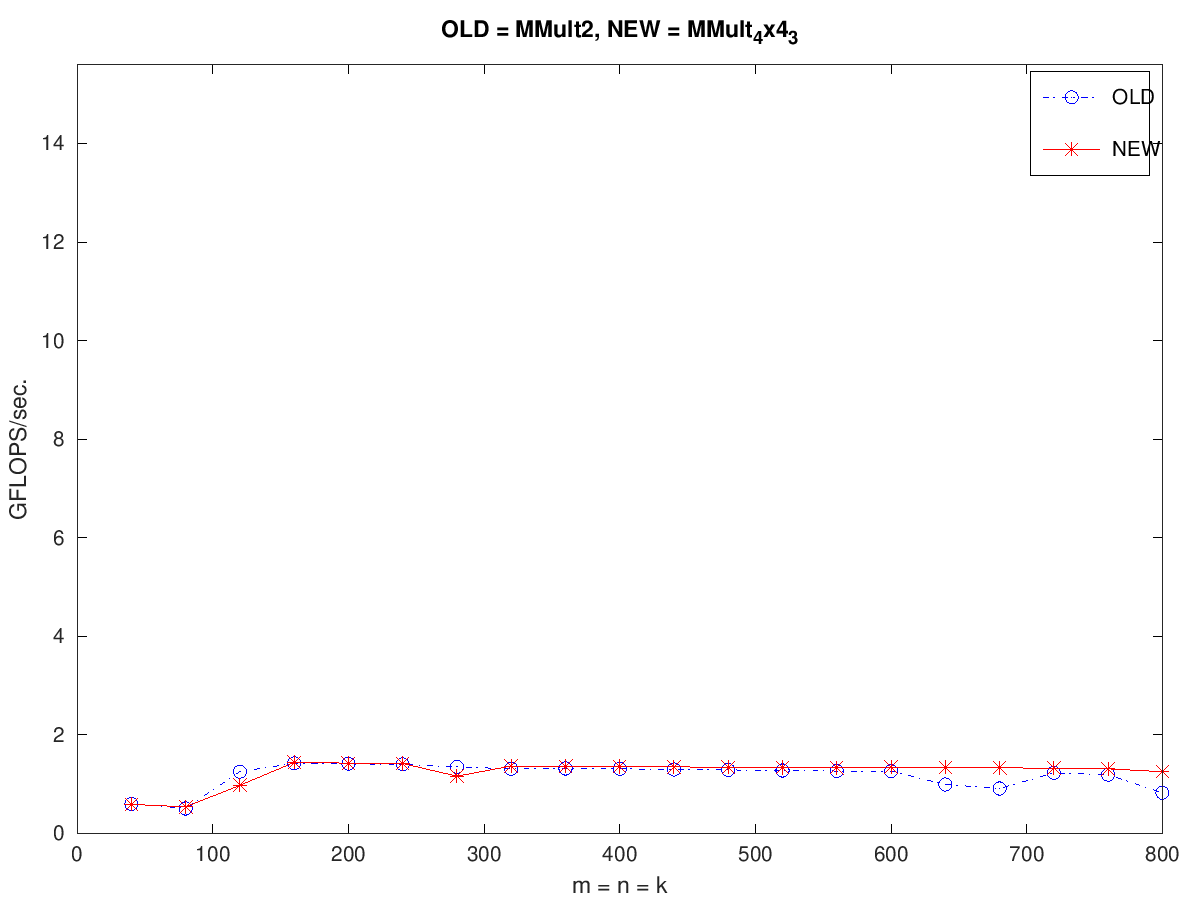 OLD = MMult2, NEW = MMult₄x4₃
OLD
NEW
14
12
10
8
6
4
2
0
GFLOPS/sec.
0 100 200 300 400 500 600 700 800
m = n = k